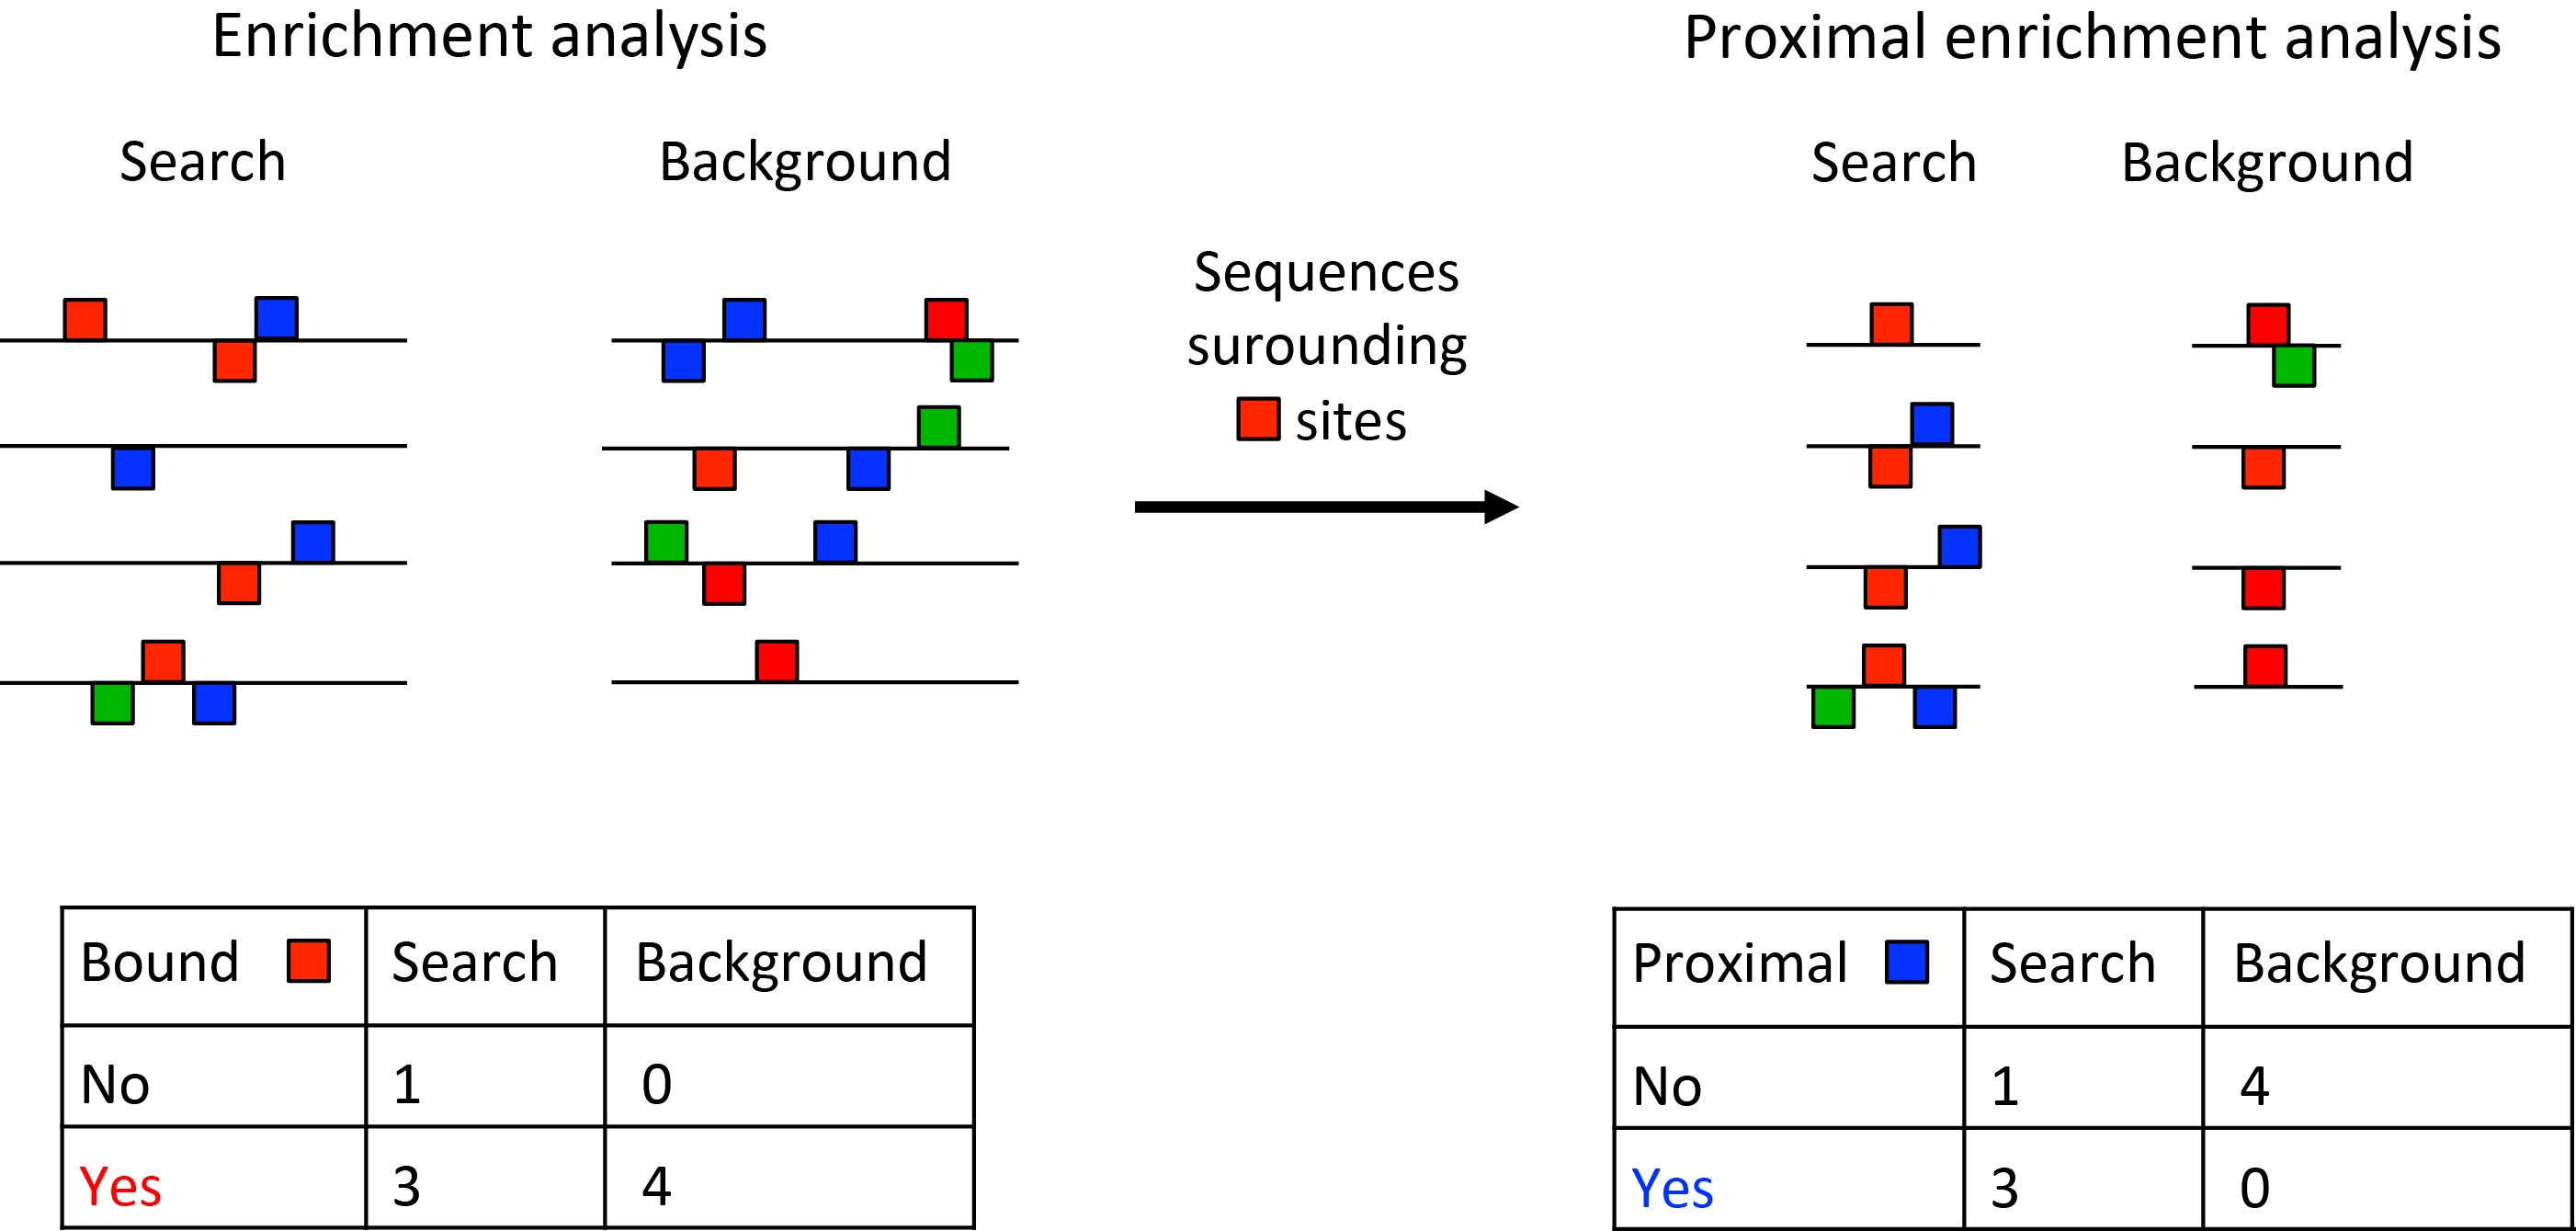 Enrichment analysis
Proximal enrichment analysis
Search
Background
Search
Background
Sequences
surounding
sites
Bound Search Background
No 1 0
Yes 3 4
Proximal Search Background
No 1 4
Yes 3 0